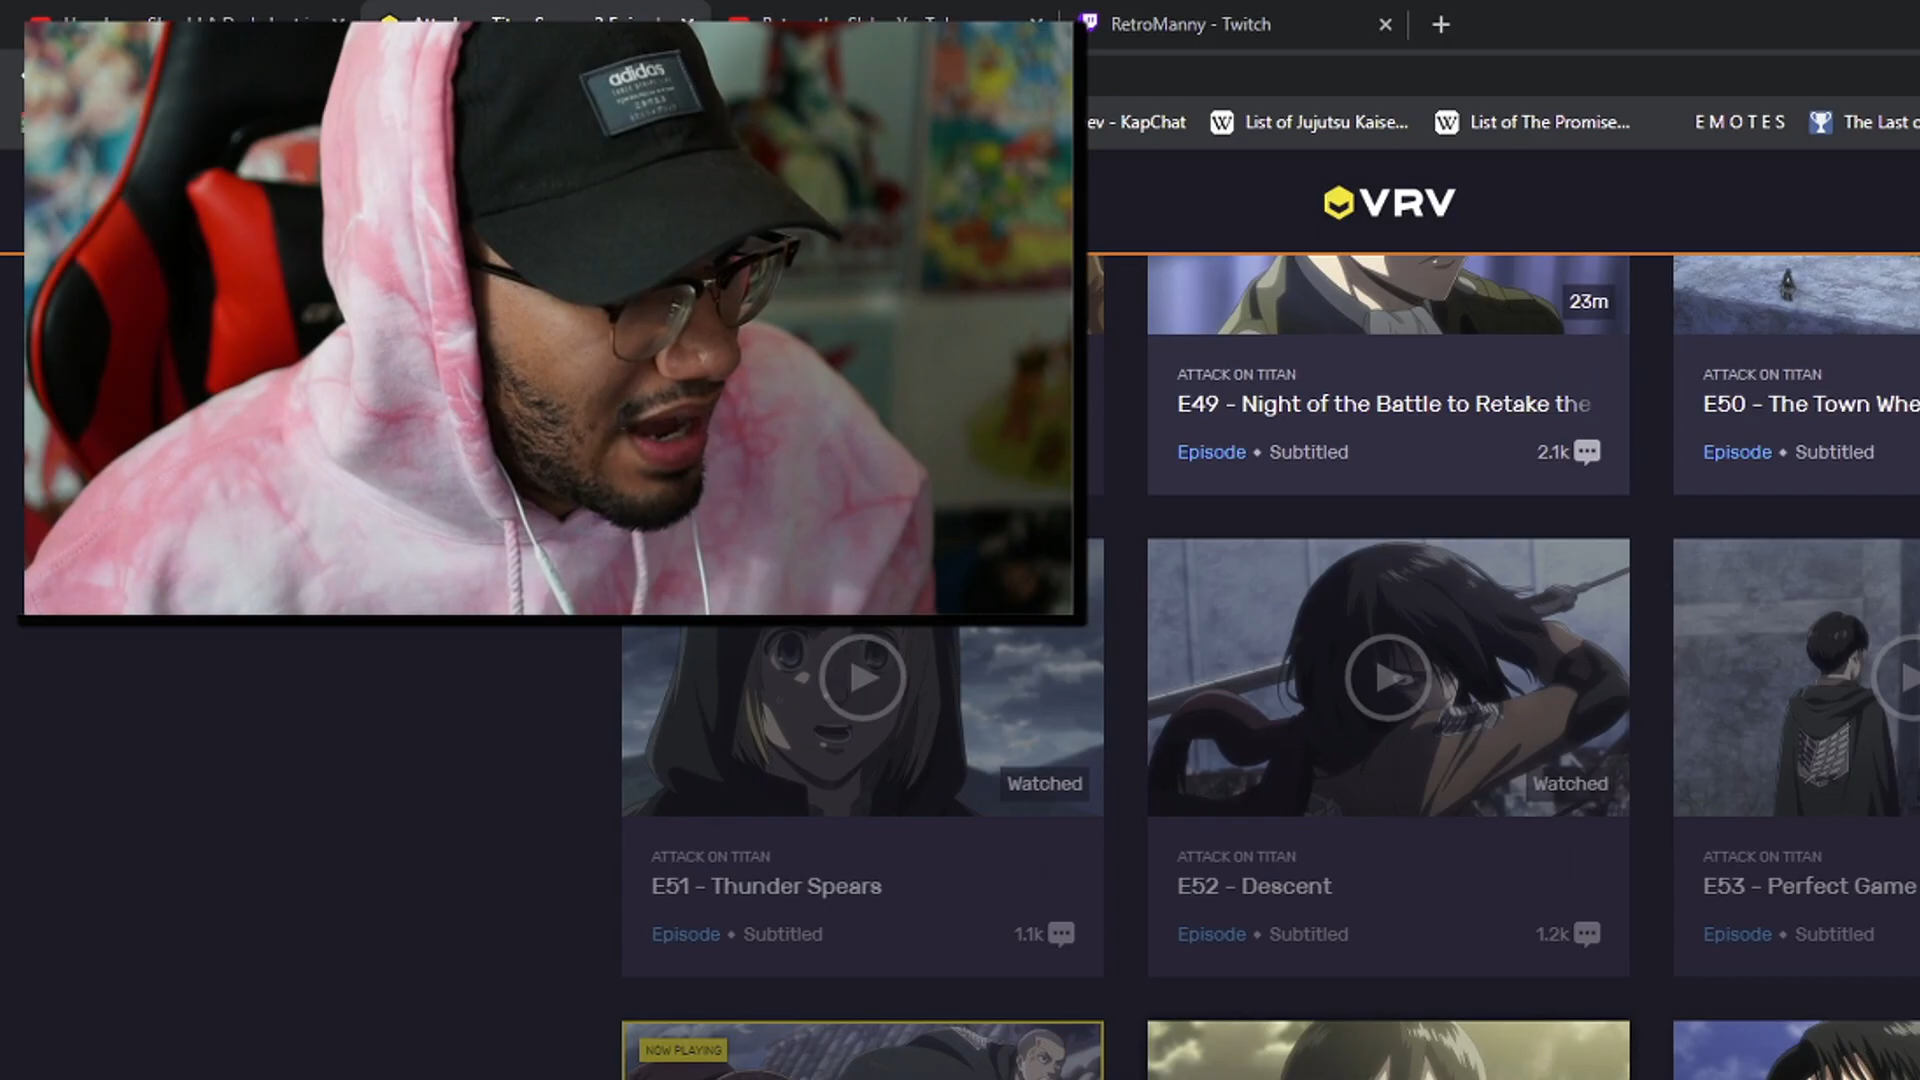 RetroManny - Twitch
ev - KapChat
List of Jujutsu Kaise...
List of The Promise...
E M O T E S
The Last
adidas
VRV
23m
ATTACK ON TITAN
E49 - Night of the Battle to Retake the
Episode • Subtitled
2.1k
ATTACK ON TITAN
E50 - The Town Whe
Episode • Subtitled
Watched
ATTACK ON TITAN
E51 - Thunder Spears
Episode • Subtitled
1.1k
Watched
ATTACK ON TITAN
E52 - Descent
Episode • Subtitled
1.2k
ATTACK ON TITAN
E53 - Perfect Game
Episode • Subtitled
NOW PLAYING